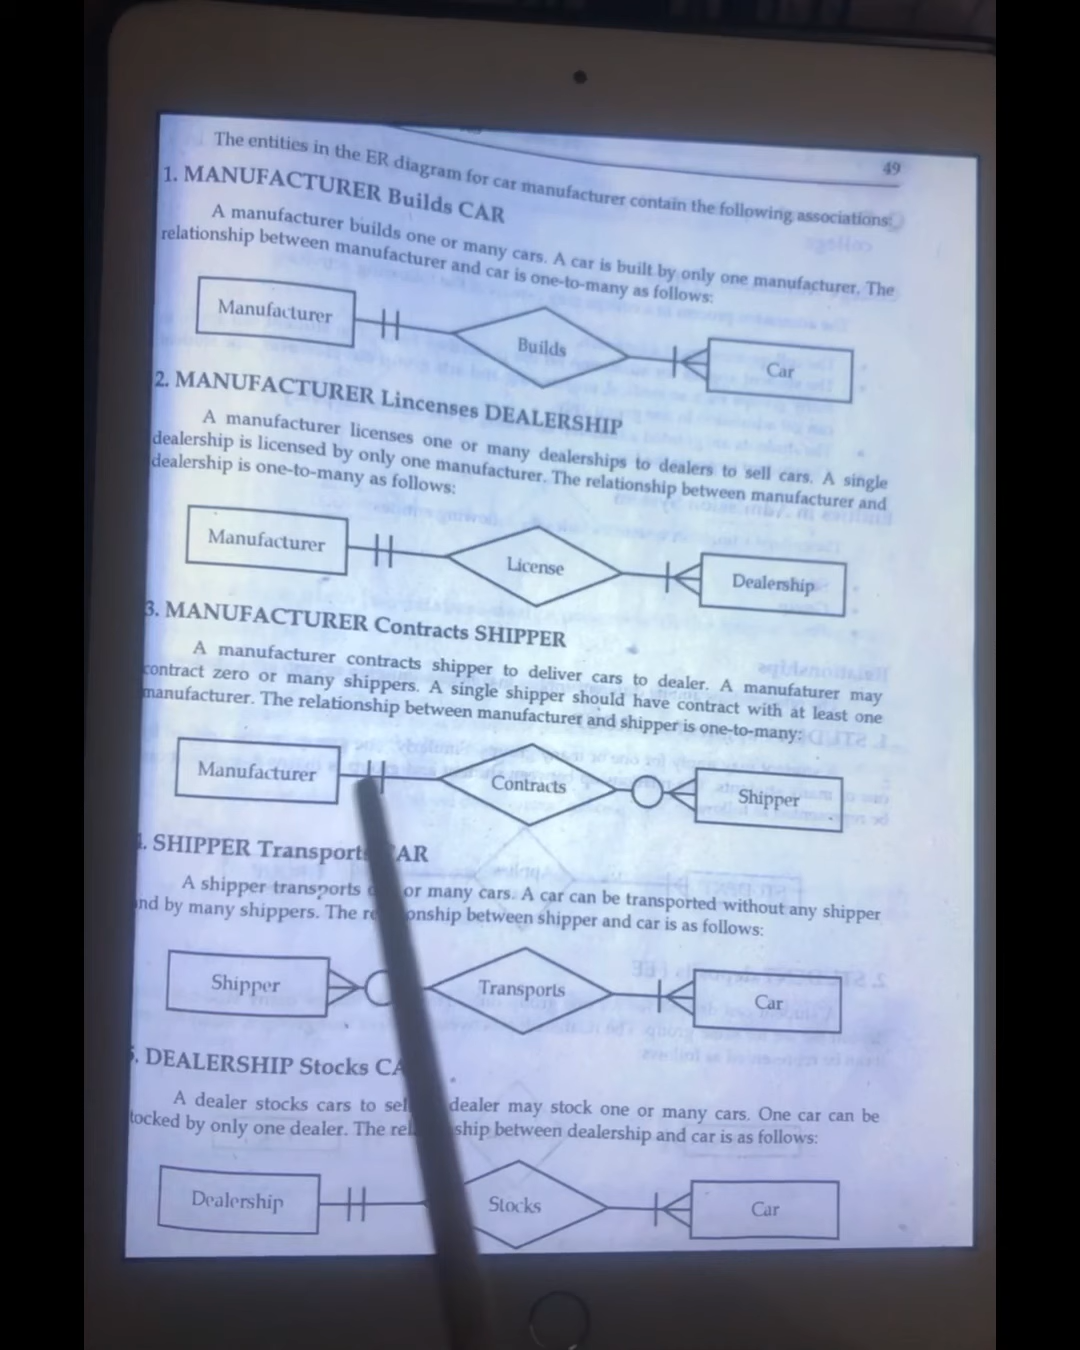 49
The entities in the ER diagram for car manufacturer contain the following associations:
1. MANUFACTURER Builds CAR
A manufacturer builds one or many cars. A car is built by only one manufacturer. The
relationship between manufacturer and car is one-to-many as follows:
Manufacturer
Builds
Car
2. MANUFACTURER Lincenses DEALERSHIP
A manufacturer licenses one or many dealerships to dealers to sell cars. A single
dealership is licensed by only one manufacturer. The relationship between manufacturer and
dealership is one-to-many as follows:
Manufacturer
License
Dealership
3. MANUFACTURER Contracts SHIPPER
A manufacturer contracts shipper to deliver cars to dealer. A manufaturer may
contract zero or many shippers. A single shipper should have contract with at least one
manufacturer. The relationship between manufacturer and shipper is one-to-many:
Manufacturer
Contracts
Shipper
. SHIPPER Transports CAR
A shipper transports or many cars. A car can be transported without any shipper
nd by many shippers. The re onship between shipper and car is as follows:
Shipper
Transports
Car
. DEALERSHIP Stocks CA
A dealer stocks cars to sel dealer may stock one or many cars. One car can be
tocked by only one dealer. The rel ship between dealership and car is as follows:
Dealership
Stocks
Car